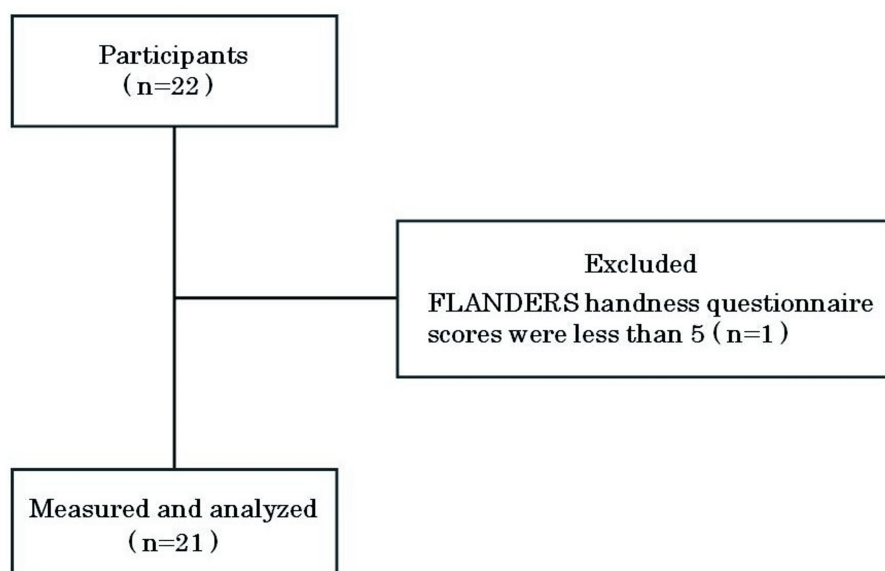 Participants
( n=22 )
Excluded
FLANDERS handness questionnaire
scores were less than 5 ( n=1 )
Measured and analyzed
( n=21 )